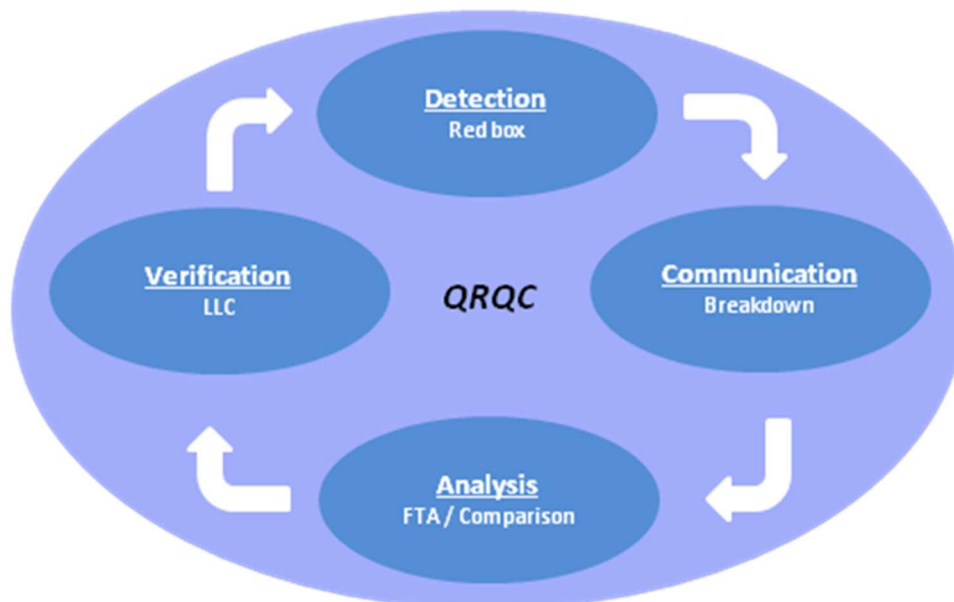 Detection
Red box
Verification
LLC
QRQC
Communication
Breakdown
Analysis
FTA / Comparison